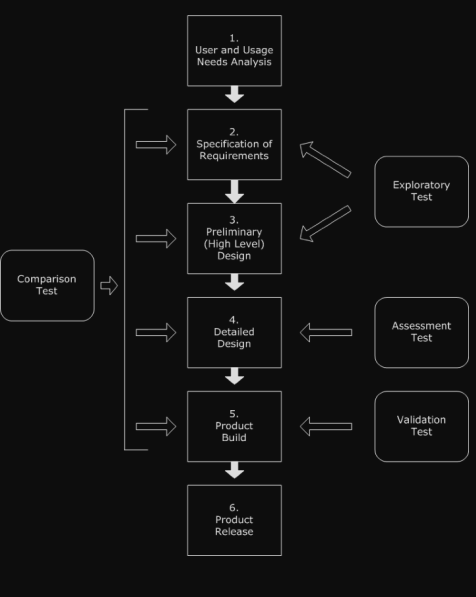 1.
User and Usage
Needs Analysis
2.
Specification of
Requirements
Exploratory
Test
3.
Preliminary
(High Level)
Design
Comparison
Test
4.
Detailed
Design
Assessment
Test
5.
Product
Build
Validation
Test
6.
Product
Release